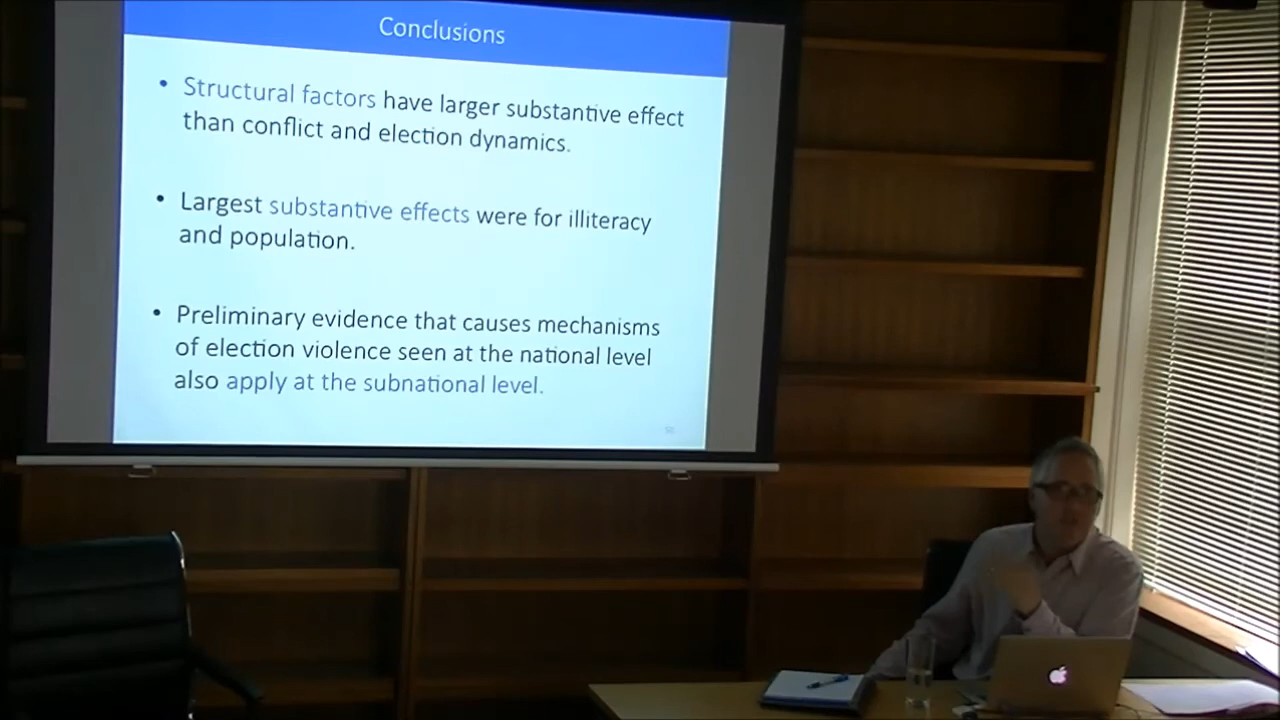 Conclusions
• Structural factors have larger substantive effect
than conflict and election dynamics.
• Largest substantive effects were for illiteracy
and population.
• Preliminary evidence that causes mechanisms
of election violence seen at the national level
also apply at the subnational level.